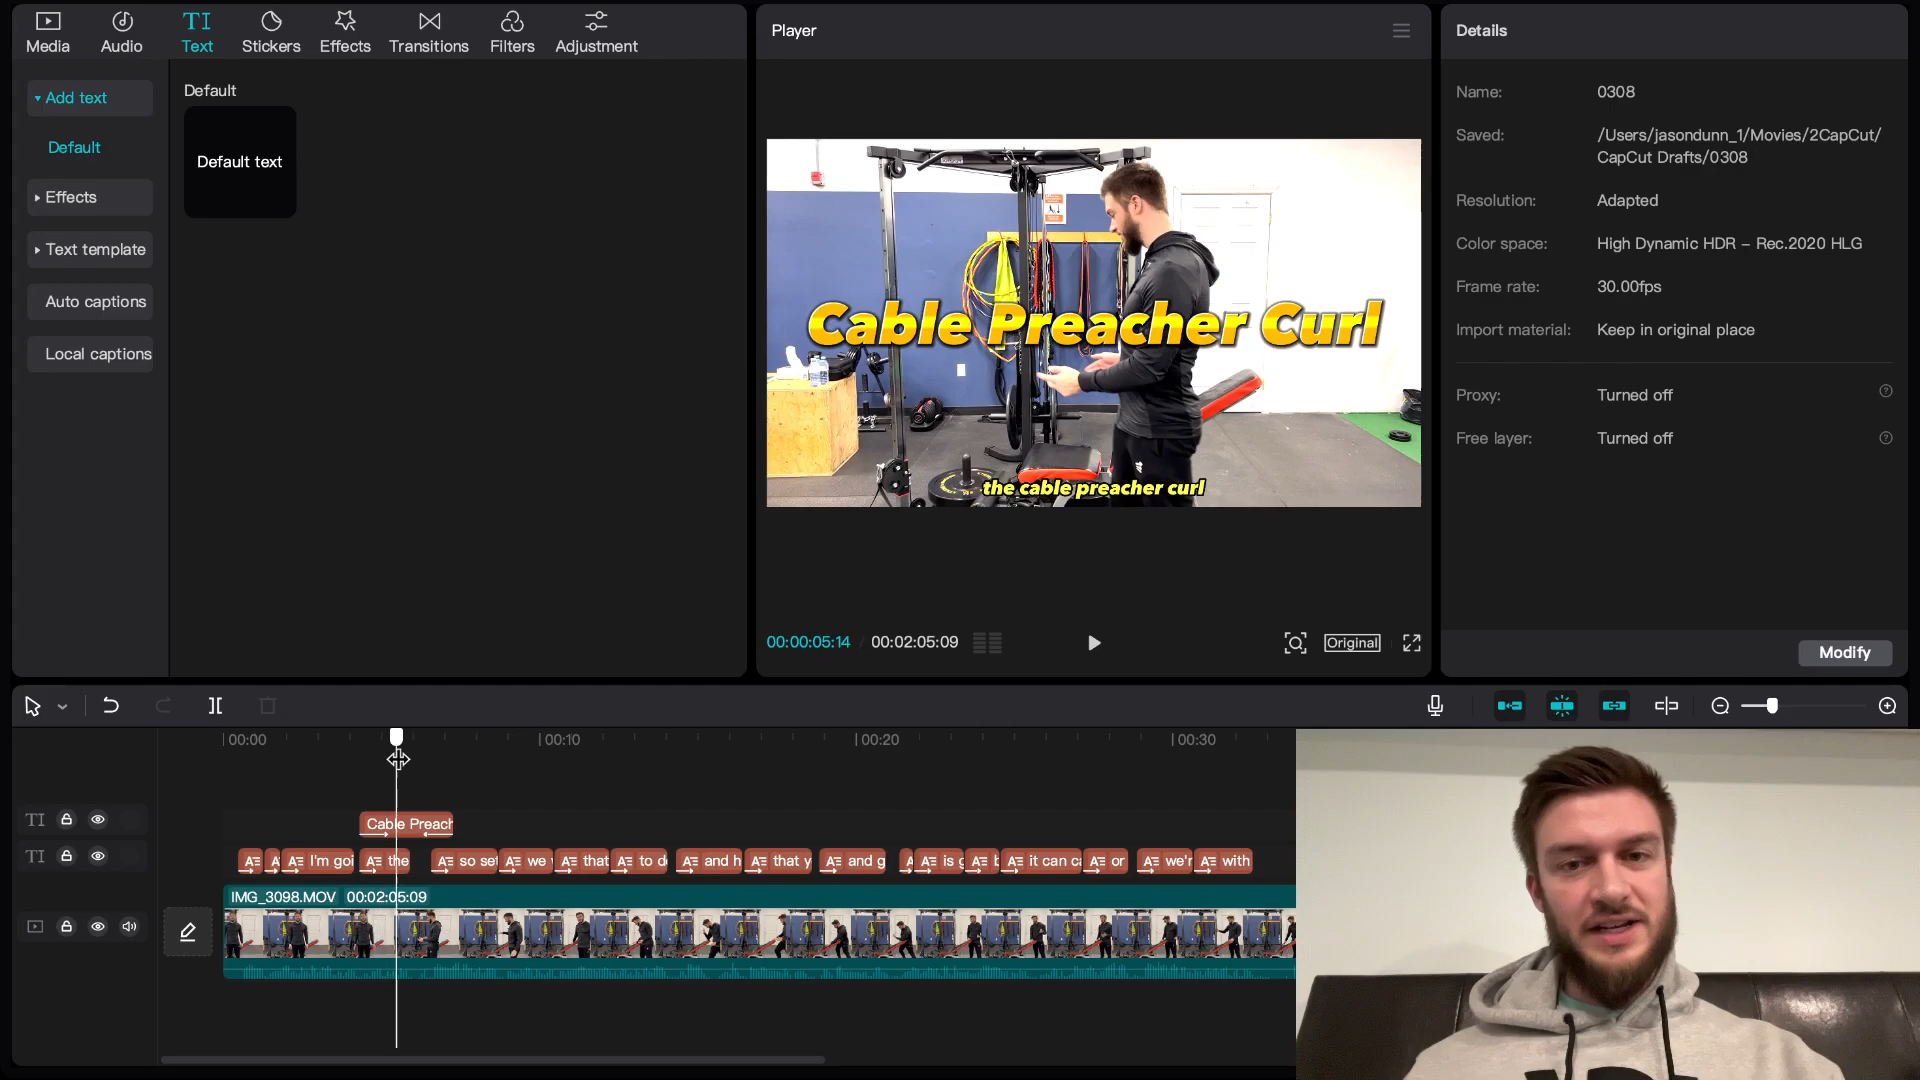 Media
Audio
TI
Text
Stickers
Effects
Transitions
Filters
Adjustment
Add text
Default
Effects
Text template
Auto captions
Local captions
Default
Default text
Player
Cable Preacher Curl
the cable preacher curl
00:00:05:14 / 00:02:05:09
Original
Details
Name: 0308
Saved: /Users/jasondunn_1/Movies/2CapCut/
CapCut Drafts/0308
Resolution: Adapted
Color space: High Dynamic HDR – Rec.2020 HLG
Frame rate: 30.00fps
Import material: Keep in original place
Proxy: Turned off
Free layer: Turned off
Modify
00:00 00:10 00:20 00:30
TI Cable Preach
TI
I'm goi
the
so set
we
that
to d
and h
that y
and g
is g
it can ca
or
we'r
with
IMG_3098.MOV 00:02:05:09